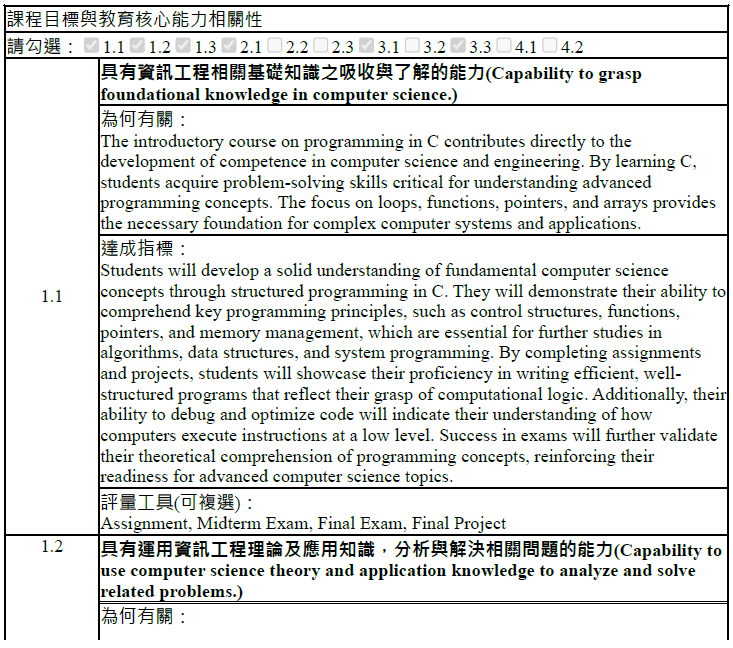 課程目標與教育核心能力相關性
請勾選： 1.1 1.2 1.3 2.1 2.2 2.3 3.1 3.2 3.3 4.1 4.2
具有資訊工程相關基礎知識之吸收與了解的能力(Capability to grasp
foundational knowledge in computer science.)
為何有關：
The introductory course on programming in C contributes directly to the
development of competence in computer science and engineering. By learning C,
students acquire problem-solving skills critical for understanding advanced
programming concepts. The focus on loops, functions, pointers, and arrays provides
the necessary foundation for complex computer systems and applications.
1.1
達成指標：
Students will develop a solid understanding of fundamental computer science
concepts through structured programming in C. They will demonstrate their ability to
comprehend key programming principles, such as control structures, functions,
pointers, and memory management, which are essential for further studies in
algorithms, data structures, and system programming. By completing assignments
and projects, students will showcase their proficiency in writing efficient, well-
structured programs that reflect their grasp of computational logic. Additionally, their
ability to debug and optimize code will indicate their understanding of how
computers execute instructions at a low level. Success in exams will further validate
their theoretical comprehension of programming concepts, reinforcing their
readiness for advanced computer science topics.
評量工具(可複選)：
Assignment, Midterm Exam, Final Exam, Final Project
1.2
具有運用資訊工程理論及應用知識，分析與解決相關問題的能力(Capability to
use computer science theory and application knowledge to analyze and solve
related problems.)
為何有關：